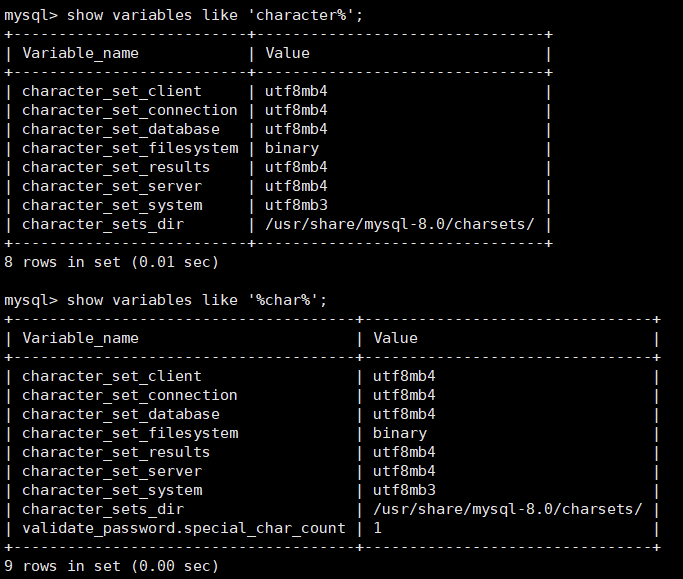 mysql> show variables like 'character%';
+--------------------------+--------------------------------+
| Variable_name            | Value                          |
+--------------------------+--------------------------------+
| character_set_client     | utf8mb4                        |
| character_set_connection | utf8mb4                        |
| character_set_database   | utf8mb4                        |
| character_set_filesystem | binary                         |
| character_set_results    | utf8mb4                        |
| character_set_server     | utf8mb4                        |
| character_set_system     | utf8mb3                        |
| character_sets_dir       | /usr/share/mysql-8.0/charsets/ |
+--------------------------+--------------------------------+
8 rows in set (0.01 sec)

mysql> show variables like '%char%';
+--------------------------------------+--------------------------------+
| Variable_name                        | Value                          |
+--------------------------------------+--------------------------------+
| character_set_client                 | utf8mb4                        |
| character_set_connection             | utf8mb4                        |
| character_set_database               | utf8mb4                        |
| character_set_filesystem             | binary                         |
| character_set_results                | utf8mb4                        |
| character_set_server                 | utf8mb4                        |
| character_set_system                 | utf8mb3                        |
| character_sets_dir                   | /usr/share/mysql-8.0/charsets/ |
| validate_password.special_char_count | 1                              |
+--------------------------------------+--------------------------------+
9 rows in set (0.00 sec)